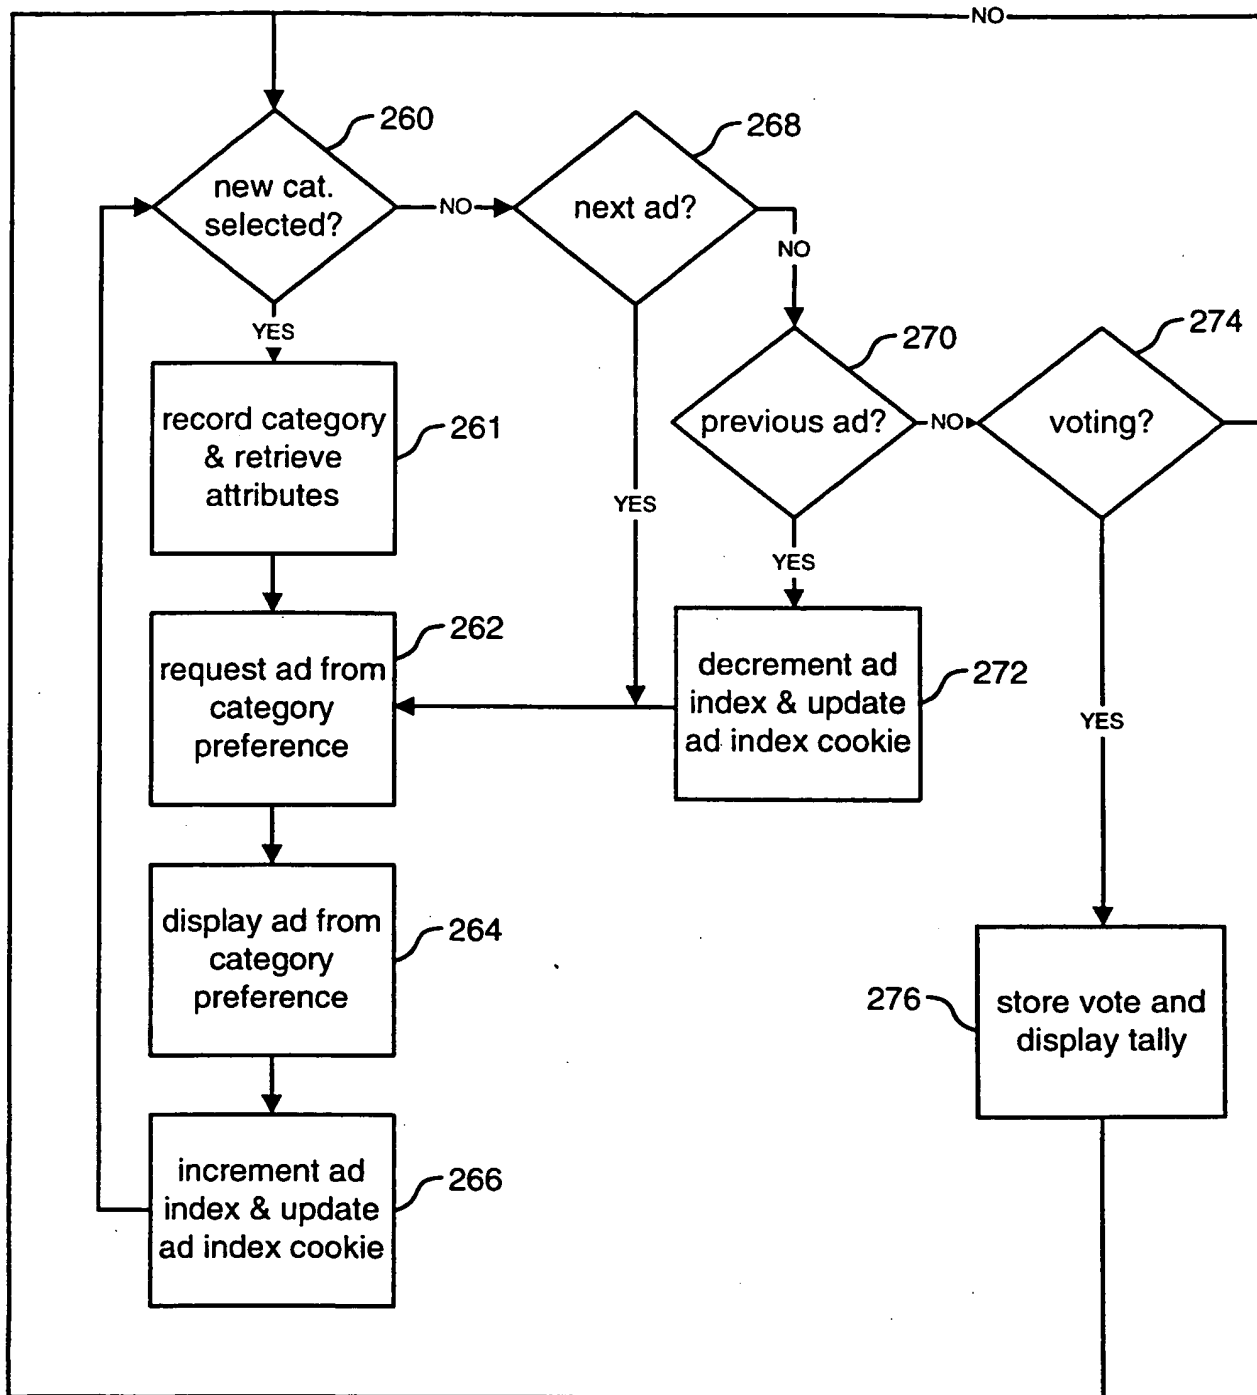 NO
260
new cat.
selected?
NO
268
next ad?
NO
YES
270
previous ad?
NO
274
voting?
record category
& retrieve
attributes
261
YES
YES
262
request ad from
category
preference
decrement ad
index & update
ad index cookie
272
YES
display ad from
category
preference
264
276
store vote and
display tally
increment ad
index & update
ad index cookie
266